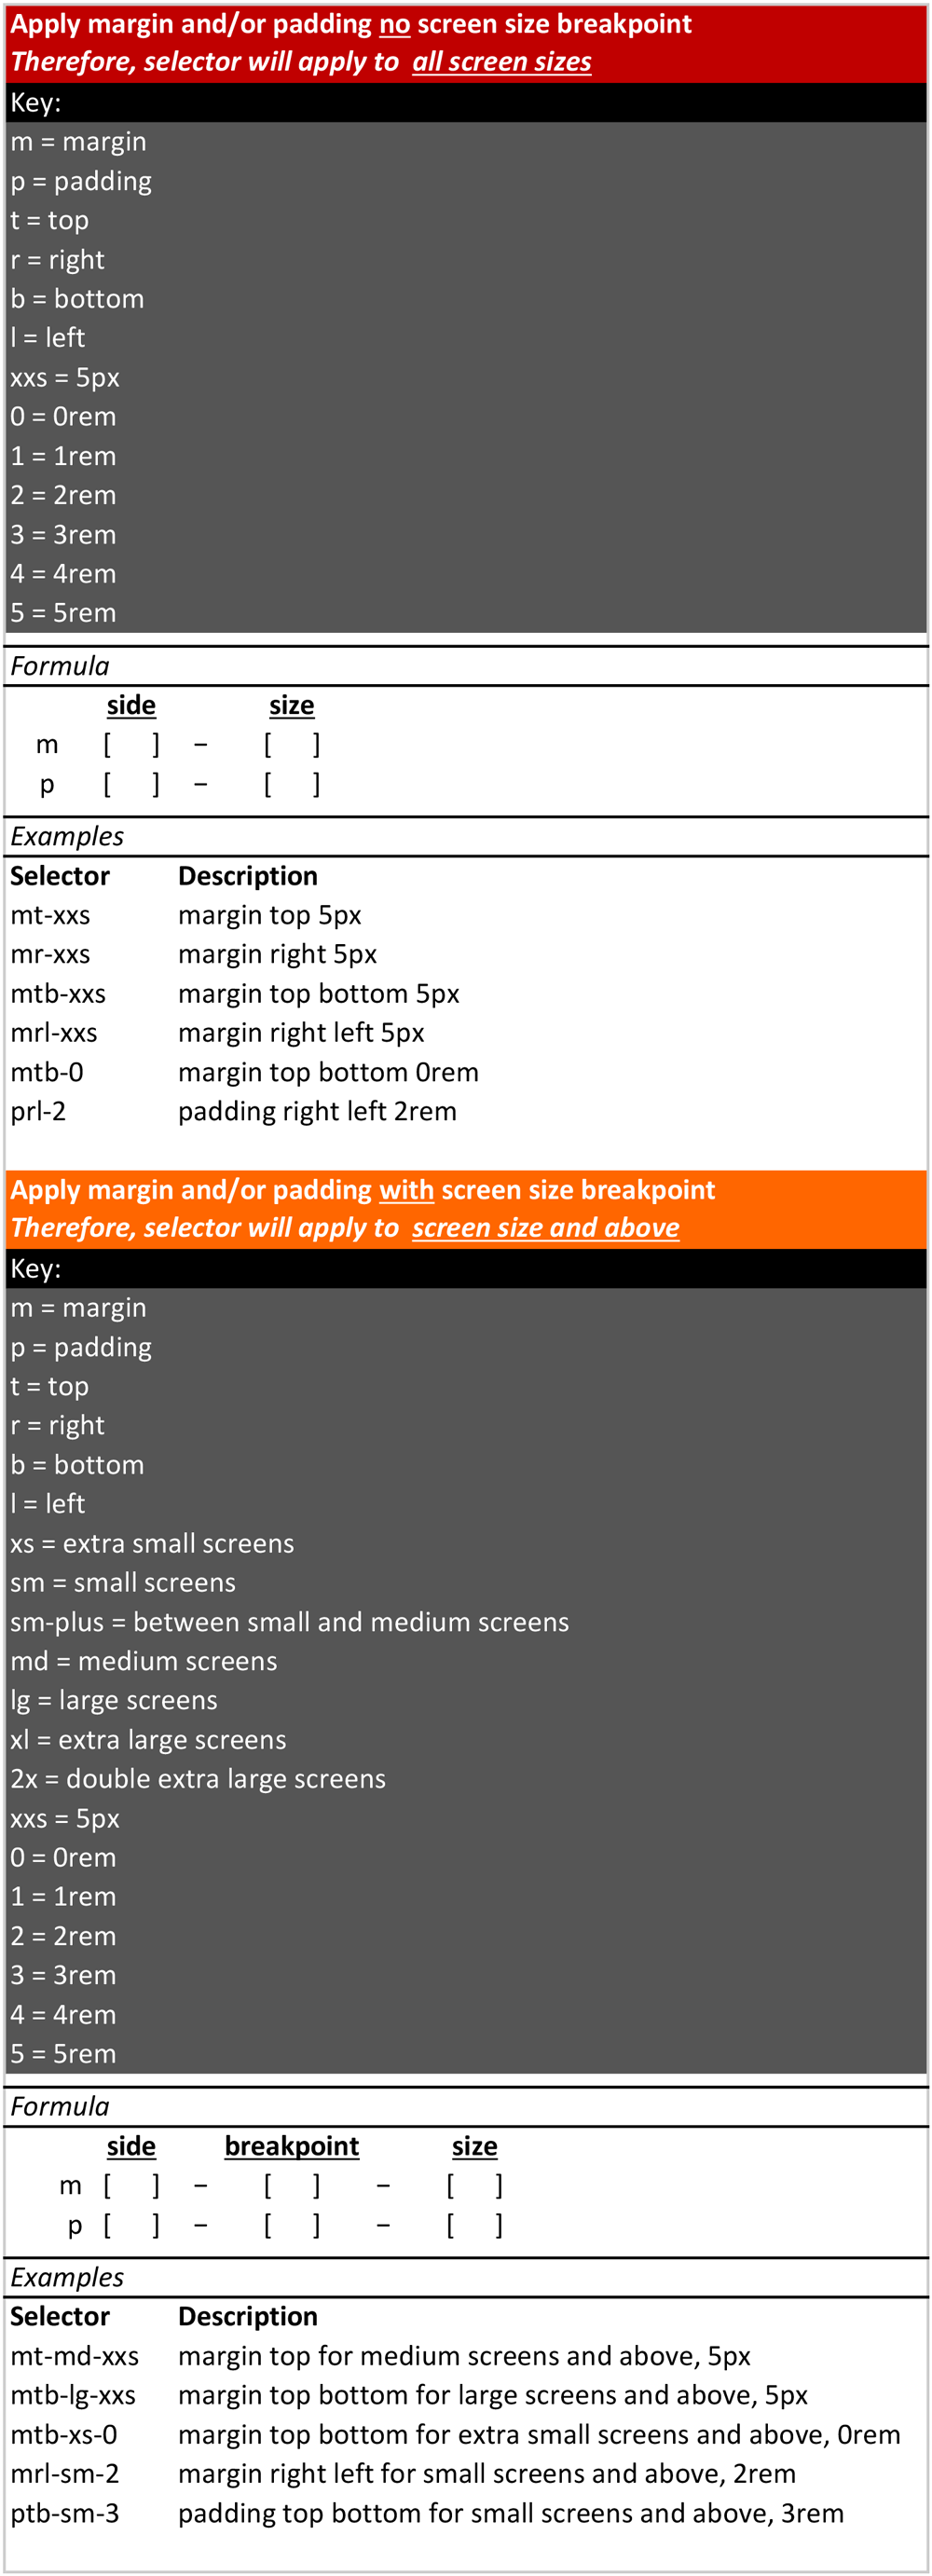 Apply margin and/or padding no screen size breakpoint
Therefore, selector will apply to all screen sizes
Key:
m = margin
p = padding
t = top
r = right
b = bottom
l = left
xxs = 5px
0 = 0rem
1 = 1rem
2 = 2rem
3 = 3rem
4 = 4rem
5 = 5rem
Formula
side size
m [ ] – [ ]
p [ ] – [ ]
Examples
Selector Description
mt-xxs margin top 5px
mr-xxs margin right 5px
mtb-xxs margin top bottom 5px
mrl-xxs margin right left 5px
mtb-0 margin top bottom 0rem
prl-2 padding right left 2rem
Apply margin and/or padding with screen size breakpoint
Therefore, selector will apply to screen size and above
Key:
m = margin
p = padding
t = top
r = right
b = bottom
l = left
xs = extra small screens
sm = small screens
sm-plus = between small and medium screens
md = medium screens
lg = large screens
xl = extra large screens
2x = double extra large screens
xxs = 5px
0 = 0rem
1 = 1rem
2 = 2rem
3 = 3rem
4 = 4rem
5 = 5rem
Formula
side breakpoint size
m [ ] – [ ] – [ ]
p [ ] – [ ] – [ ]
Examples
Selector Description
mt-md-xxs margin top for medium screens and above, 5px
mtb-lg-xxs margin top bottom for large screens and above, 5px
mtb-xs-0 margin top bottom for extra small screens and above, 0rem
mrl-sm-2 margin right left for small screens and above, 2rem
ptb-sm-3 padding top bottom for small screens and above, 3rem